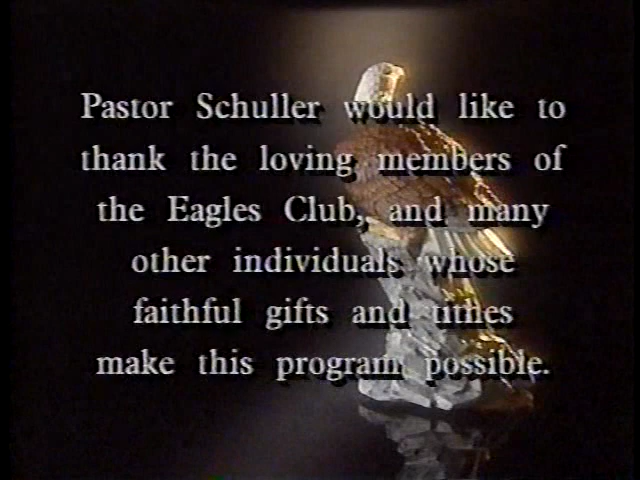 Pastor Schuller would like to
thank the loving members of
the Eagles Club, and many
other individuals whose
faithful gifts and tithes
make this program possible.